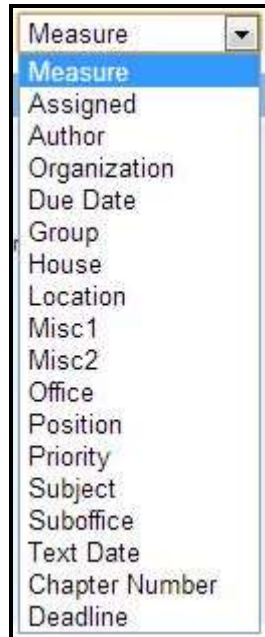 Measure
Measure
Assigned
Author
Organization
Due Date
Group
House
Location
Misc1
Misc2
Office
Position
Priority
Subject
Suboffice
Text Date
Chapter Number
Deadline